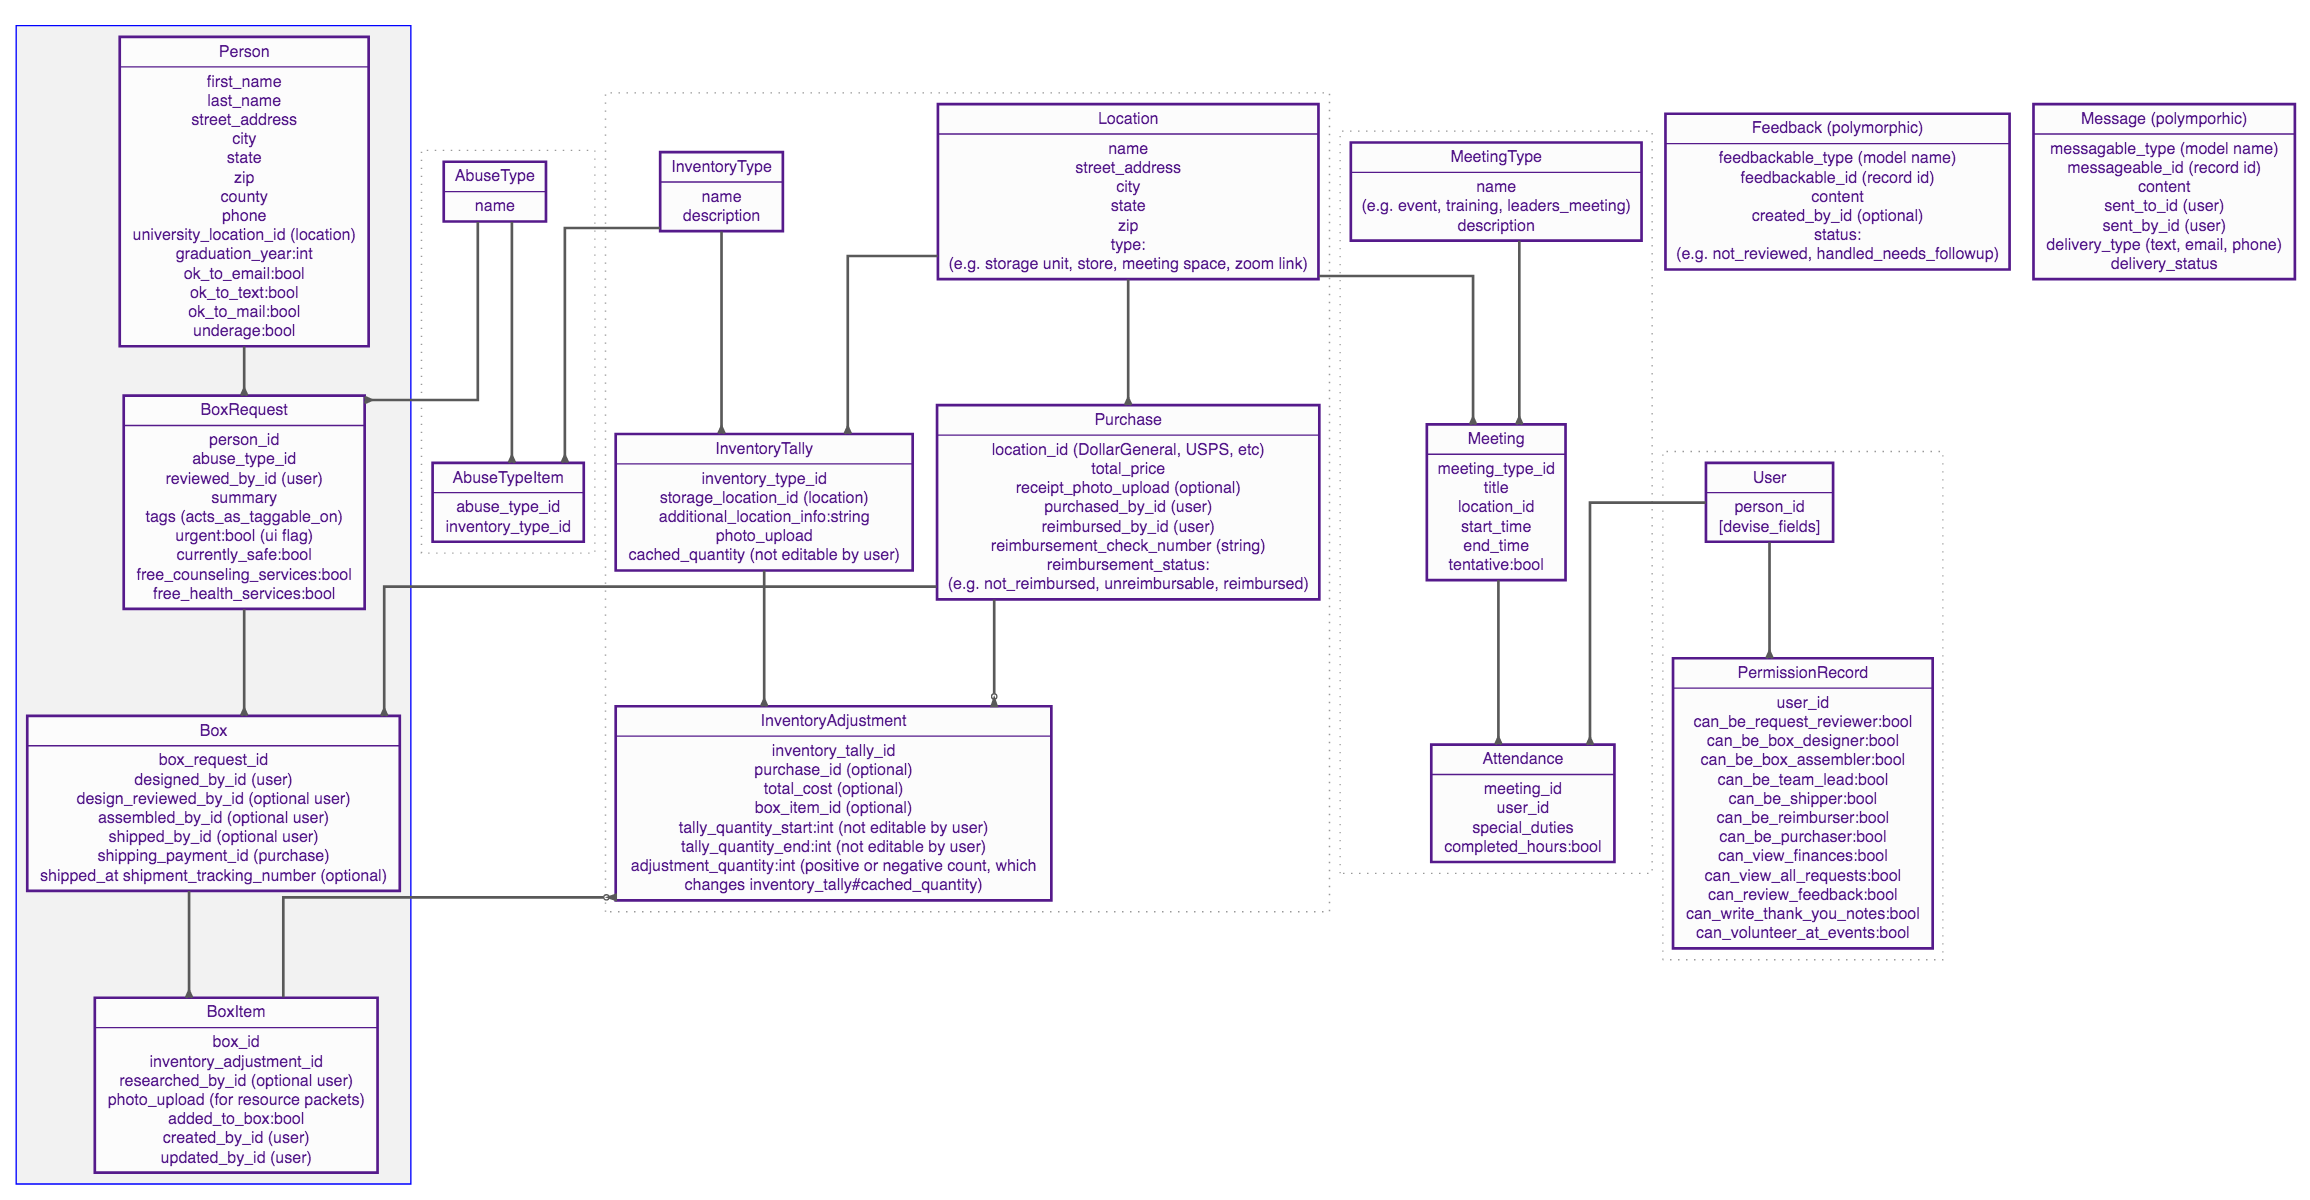 Person
first_name
last_name
street_address
city
state
zip
county
phone
university_location_id (location)
graduation_year:int
ok_to_email:bool
ok_to_text:bool
ok_to_mail:bool
underage:bool
BoxRequest
person_id
abuse_type_id
reviewed_by_id (user)
summary
tags (acts_as_taggable_on)
urgent:bool (ui flag)
currently_safe:bool
free_counseling_services:bool
free_health_services:bool
Box
box_request_id
designed_by_id (user)
design_reviewed_by_id (optional user)
assembled_by_id (optional user)
shipped_by_id (optional user)
shipping_payment_id (purchase)
shipped_at shipment_tracking_number (optional)
BoxItem
box_id
inventory_adjustment_id
researched_by_id (optional user)
photo_upload (for resource packets)
added_to_box:bool
created_by_id (user)
updated_by_id (user)
AbuseType
name
AbuseTypeItem
abuse_type_id
inventory_type_id
InventoryType
name
description
InventoryTally
inventory_type_id
storage_location_id (location)
additional_location_info:string
photo_upload
cached_quantity (not editable by user)
InventoryAdjustment
inventory_tally_id
purchase_id (optional)
total_cost (optional)
box_item_id (optional)
tally_quantity_start:int (not editable by user)
tally_quantity_end:int (not editable by user)
adjustment_quantity:int (positive or negative count, which
changes inventory_tally#cached_quantity)
Location
name
street_address
city
state
zip
type:
(e.g. storage unit, store, meeting space, zoom link)
Purchase
location_id (DollarGeneral, USPS, etc)
total_price
receipt_photo_upload (optional)
purchased_by_id (user)
reimbursed_by_id (user)
reimbursement_check_number (string)
reimbursement_status:
(e.g. not_reimbursed, unreimbursable, reimbursed)
MeetingType
name
(e.g. event, training, leaders_meeting)
description
Meeting
meeting_type_id
title
location_id
start_time
end_time
tentative:bool
Attendance
meeting_id
user_id
special_duties
completed_hours:bool
Feedback (polymorphic)
feedbackable_type (model name)
feedbackable_id (record id)
content
created_by_id (optional)
status:
(e.g. not_reviewed, handled_needs_followup)
User
person_id
[devise_fields]
PermissionRecord
user_id
can_be_request_reviewer:bool
can_be_box_designer:bool
can_be_box_assembler:bool
can_be_team_lead:bool
can_be_shipper:bool
can_be_reimburser:bool
can_be_purchaser:bool
can_view_finances:bool
can_view_all_requests:bool
can_review_feedback:bool
can_write_thank_you_notes:bool
can_volunteer_at_events:bool
Message (polymporhic)
messagable_type (model name)
messageable_id (record id)
content
sent_to_id (user)
sent_by_id (user)
delivery_type (text, email, phone)
delivery_status